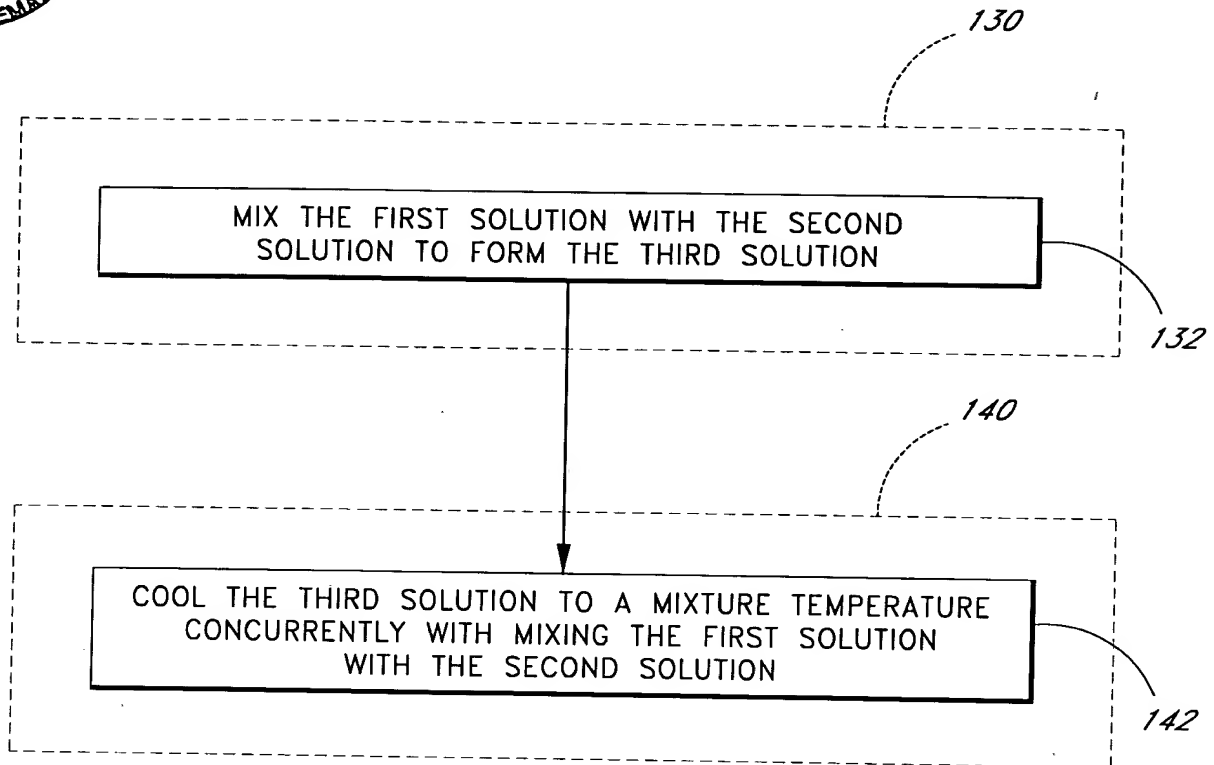 130
MIX THE FIRST SOLUTION WITH THE SECOND
SOLUTION TO FORM THE THIRD SOLUTION
132
140
COOL THE THIRD SOLUTION TO A MIXTURE TEMPERATURE
CONCURRENTLY WITH MIXING THE FIRST SOLUTION
WITH THE SECOND SOLUTION
142